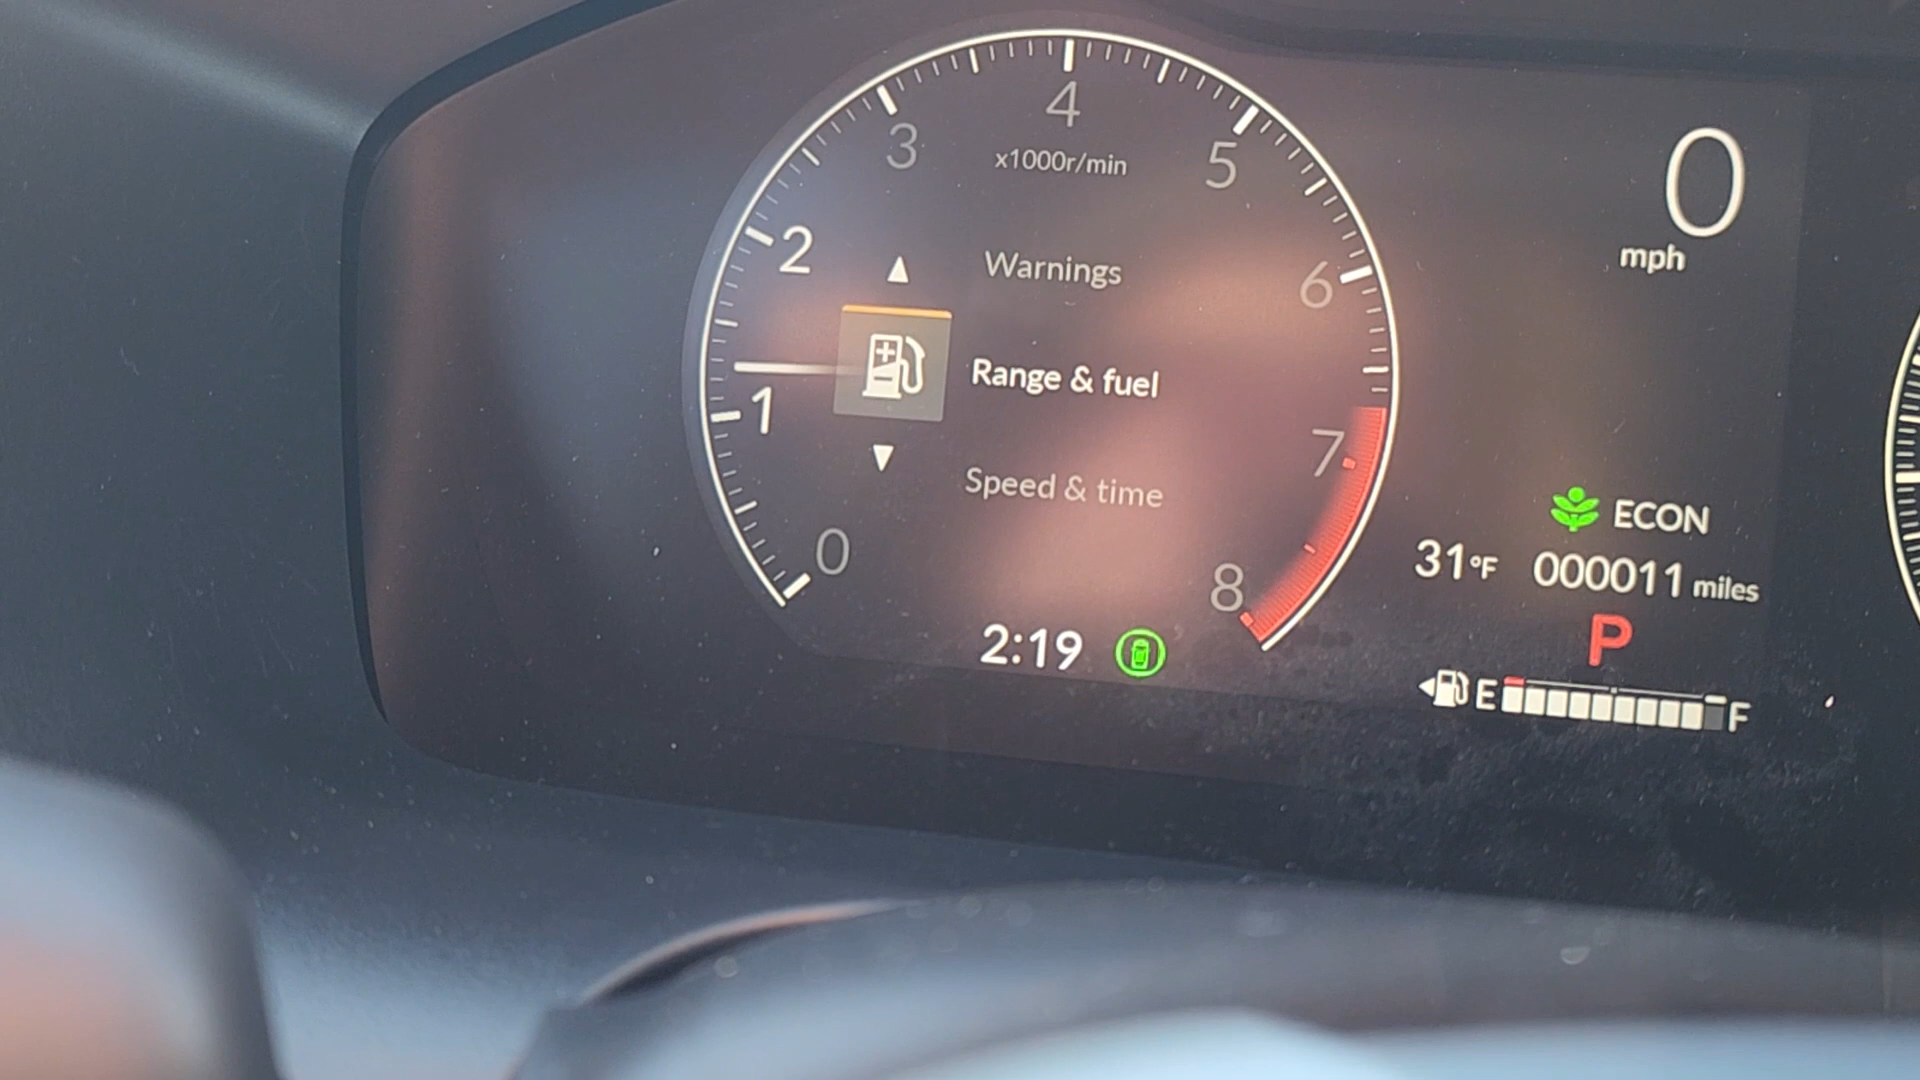 4
3
5
x1000r/min
2
6
Warnings
1
Range & fuel
7
Speed & time
0
8
2:19
0
mph
ECON
31°F 000011 miles
P
E F